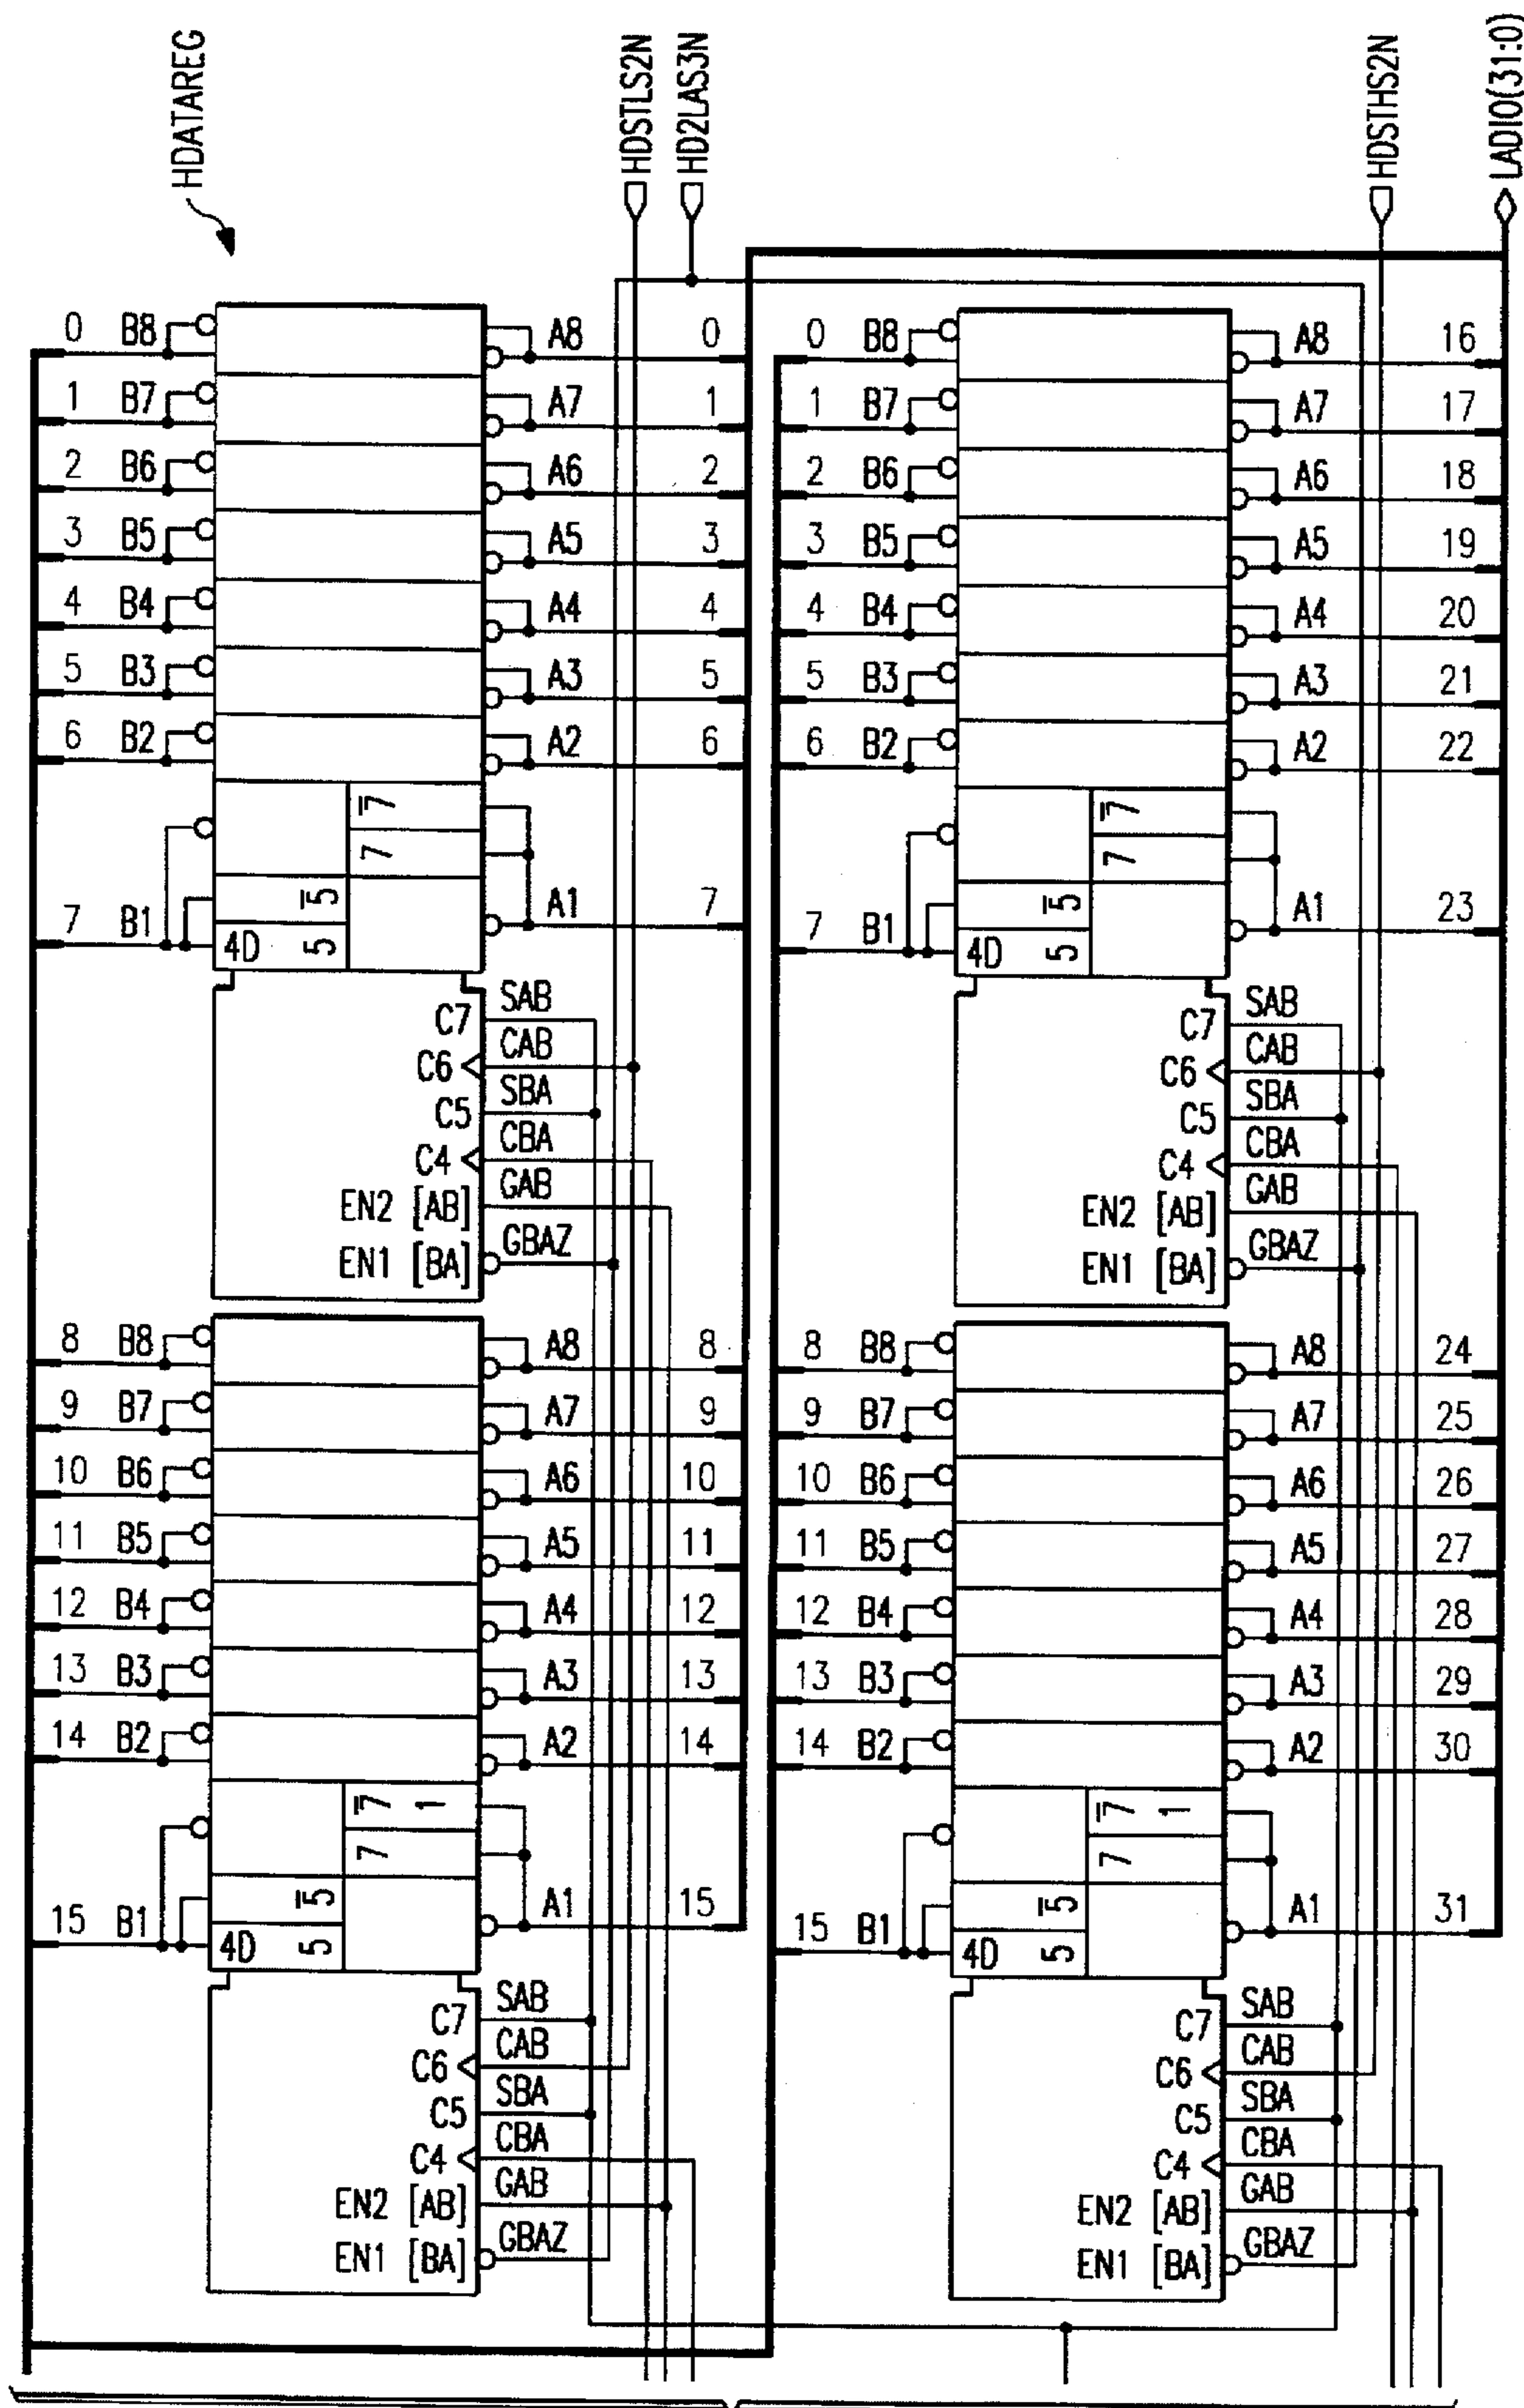 HDATAREG
HDSTLS2N
HD2LAS3N
HDSTHS2N
LADIO(31:0)
0 B8 A8 0
1 B7 A7 1
2 B6 A6 2
3 B5 A5 3
4 B4 A4 4
5 B3 A3 5
6 B2 A2 6
7̅
7
7 B1 5̅ A1 7
4D 5
C7 SAB
C6 CAB
C5 SBA
C4 CBA
EN2 [AB] GAB
EN1 [BA] GBAZ
8 B8 A8 8
9 B7 A7 9
10 B6 A6 10
11 B5 A5 11
12 B4 A4 12
13 B3 A3 13
14 B2 A2 14
7̅ 1
7
15 B1 5̅ A1 15
4D 5
C7 SAB
C6 CAB
C5 SBA
C4 CBA
EN2 [AB] GAB
EN1 [BA] GBAZ
0 B8 A8 16
1 B7 A7 17
2 B6 A6 18
3 B5 A5 19
4 B4 A4 20
5 B3 A3 21
6 B2 A2 22
7̅
7
7 B1 5̅ A1 23
4D 5
C7 SAB
C6 CAB
C5 SBA
C4 CBA
EN2 [AB] GAB
EN1 [BA] GBAZ
8 B8 A8 24
9 B7 A7 25
10 B6 A6 26
11 B5 A5 27
12 B4 A4 28
13 B3 A3 29
14 B2 A2 30
7̅ 1
7
15 B1 5̅ A1 31
4D 5
C7 SAB
C6 CAB
C5 SBA
C4 CBA
EN2 [AB] GAB
EN1 [BA] GBAZ